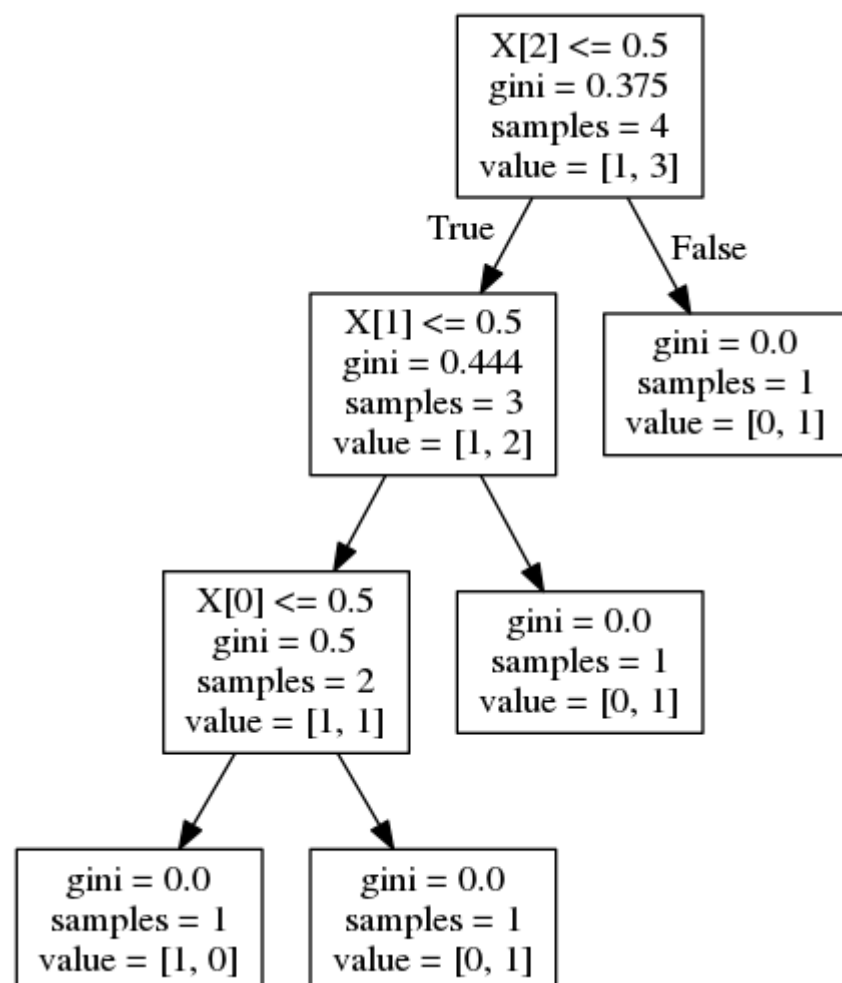 X[2] <= 0.5
gini = 0.375
samples = 4
value = [1, 3]
True
False
X[1] <= 0.5
gini = 0.444
samples = 3
value = [1, 2]
gini = 0.0
samples = 1
value = [0, 1]
X[0] <= 0.5
gini = 0.5
samples = 2
value = [1, 1]
gini = 0.0
samples = 1
value = [0, 1]
gini = 0.0
samples = 1
value = [1, 0]
gini = 0.0
samples = 1
value = [0, 1]